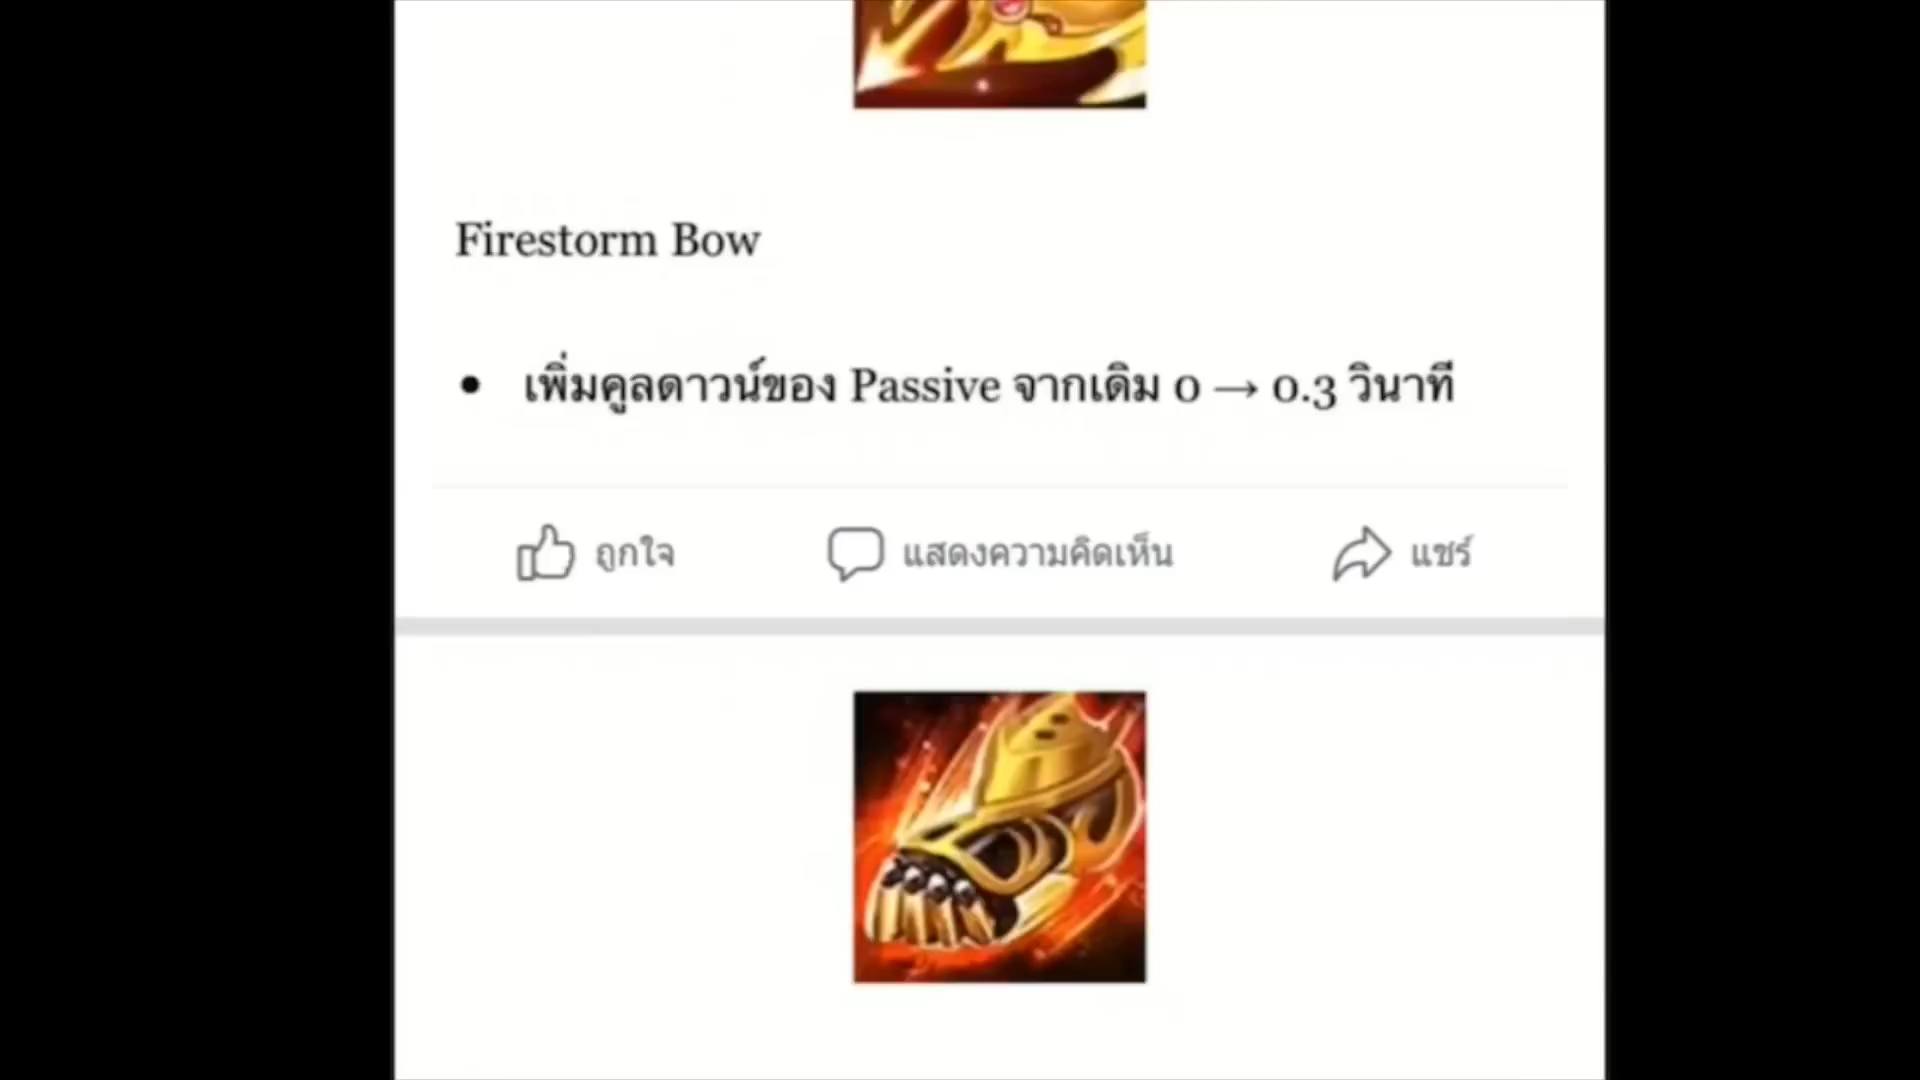 Firestorm Bow
• เพิ่มคูลดาวน์ของ Passive จากเดิม 0 → 0.3 วินาที
ถูกใจ แสดงความคิดเห็น แชร์